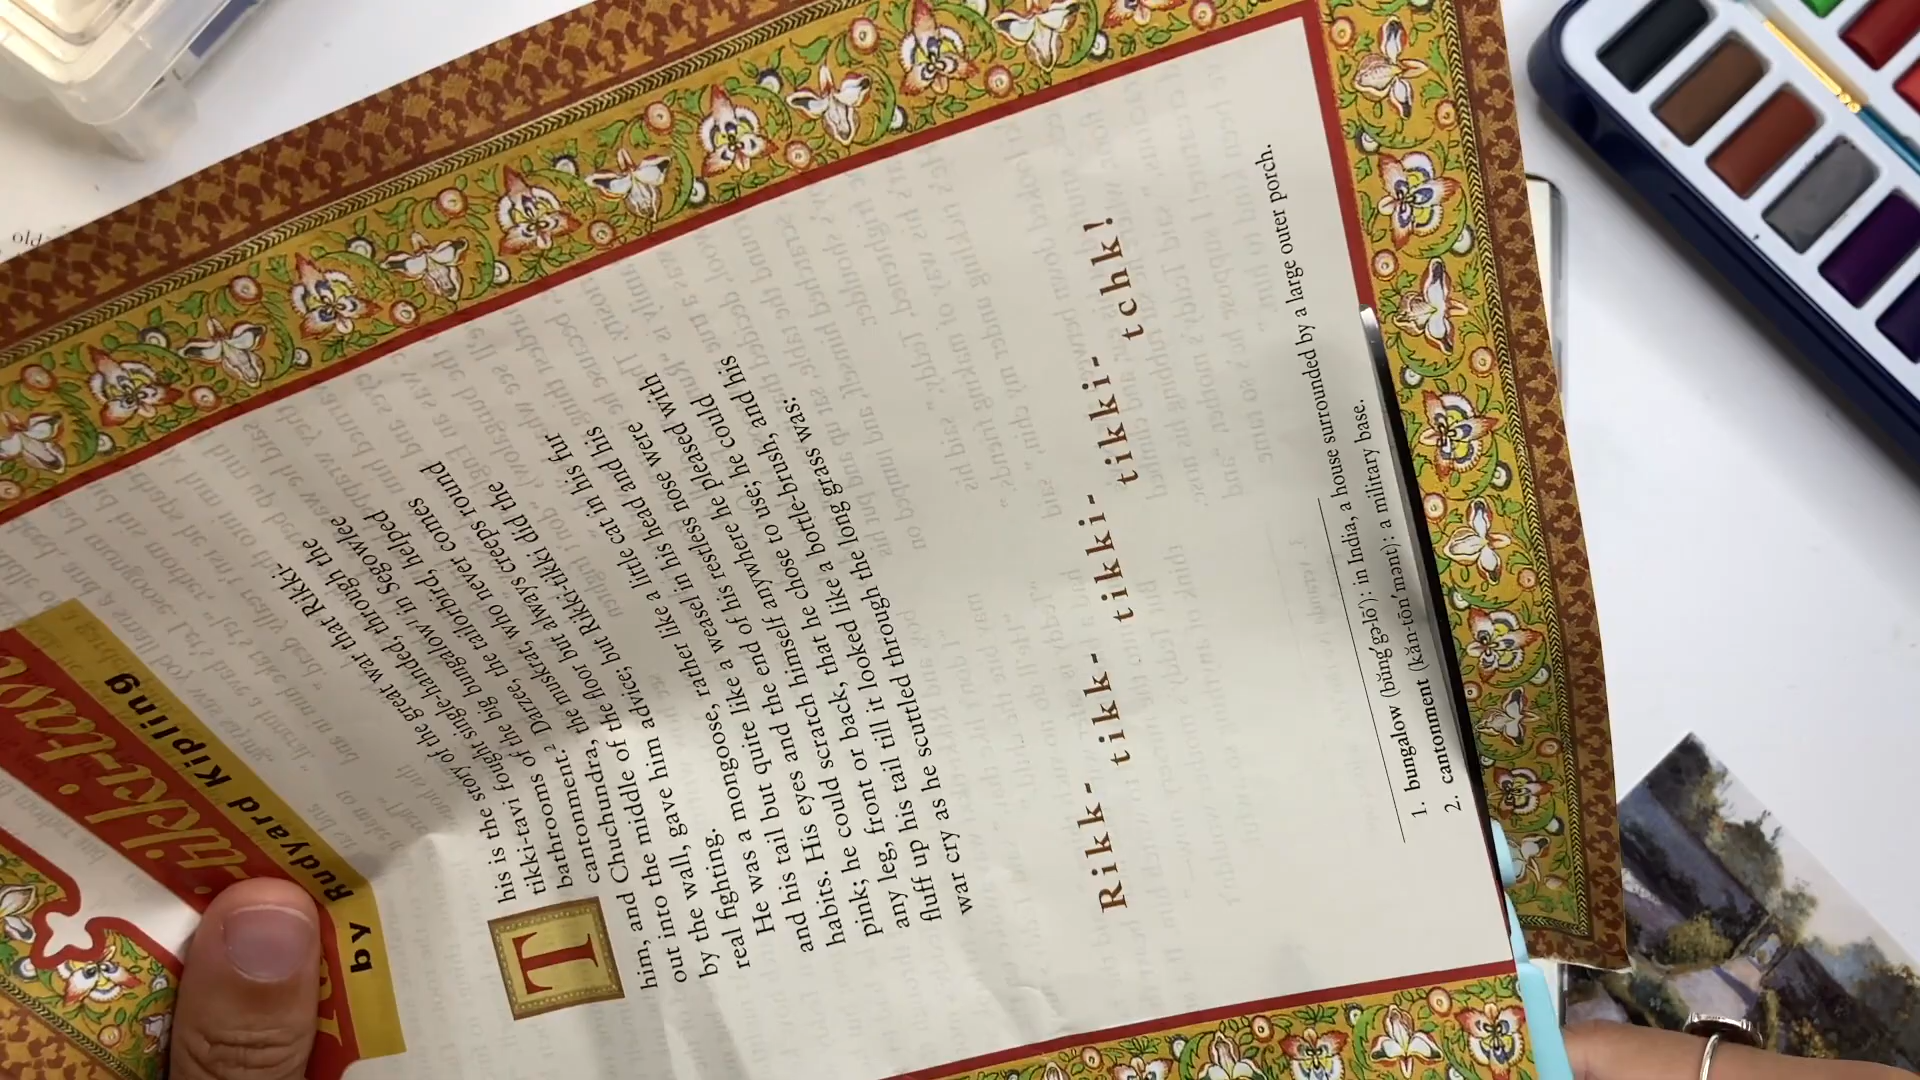 ikki-tav
by Rudyard Kipling
This is the story of the great war that Rikki-
tikki-tavi fought single-handed, through the
bathrooms of the big bungalow¹ in Segowlee
cantonment.² Darzee, the tailorbird, helped
him, and Chuchundra, the muskrat, who never comes
out into the middle of the floor but always creeps round
by the wall, gave him advice; but Rikki-tikki did the
real fighting.
He was a mongoose, rather like a little cat in his fur
and his tail but quite like a weasel in his head and his
habits. His eyes and the end of his restless nose were
pink; he could scratch himself anywhere he pleased with
any leg, front or back, that he chose to use; he could
fluff up his tail till it looked like a bottle-brush, and his
war cry as he scuttled through the long grass was:
Rikk- tikk- tikki- tikki- tchk!
1. bungalow (bŭng′gə-lō′): in India, a house surrounded by a large outer porch.
2. cantonment (kăn-tōn′mənt): a military base.